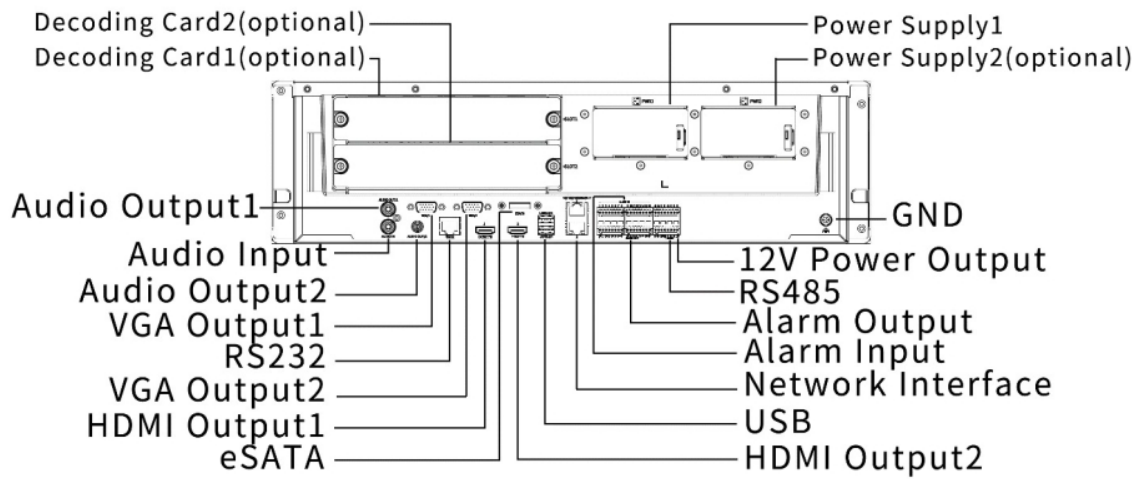 Decoding Card2(optional)
Power Supply1
Decoding Card1(optional)
Power Supply2(optional)
Audio Output1
GND
Audio Input
12V Power Output
Audio Output2
RS485
VGA Output1
Alarm Output
RS232
Alarm Input
VGA Output2
Network Interface
HDMI Output1
USB
eSATA
HDMI Output2